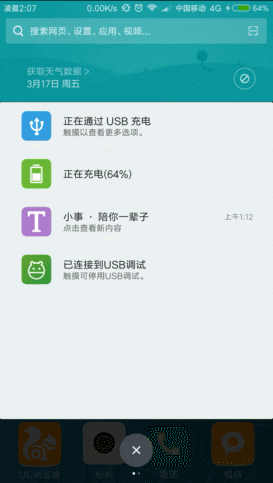 凌晨2:07
0.00K/s
中国移动
4G
64%
搜索网页、设置、应用、视频...
获取天气数据 >
3月17日 周五
正在通过 USB 充电
触摸以查看更多选项。
正在充电(64%)
小事 · 陪你一辈子
上午1:12
点击查看新内容
已连接到USB调试
触摸可停用USB调试。
UC浏览器
相机
电话
短信